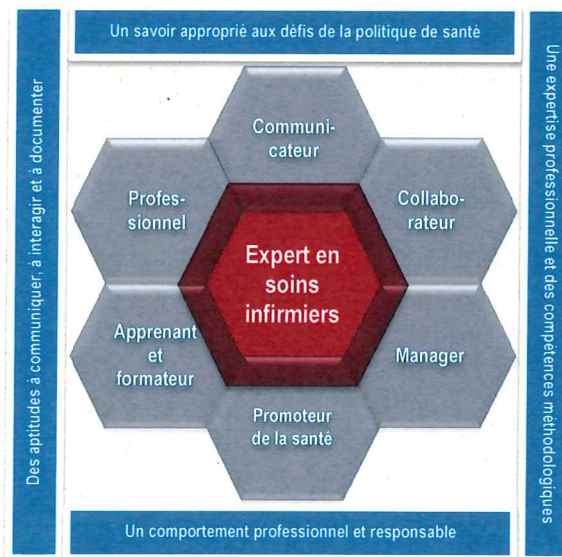 Un savoir approprié aux défis de la politique de santé
Des aptitudes à communiquer, à interagir et à documenter
Communi-
cateur
Profes-
sionnel
Collabo-
rateur
Expert en
soins
infirmiers
Apprenant
et
formateur
Manager
Promoteur
de la santé
Une expertise professionnelle et des compétences méthodologiques
Un comportement professionnel et responsable